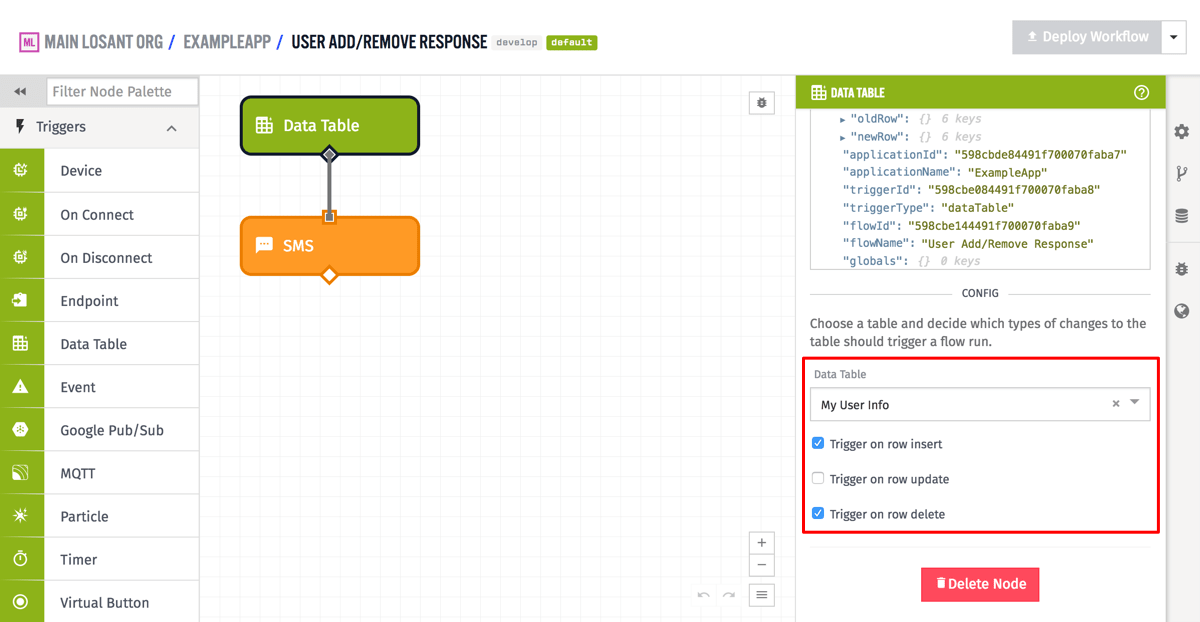 ML MAIN LOSANT ORG / EXAMPLEAPP / USER ADD/REMOVE RESPONSE develop default
Deploy Workflow
Filter Node Palette
Triggers
Device
On Connect
On Disconnect
Endpoint
Data Table
Event
Google Pub/Sub
MQTT
Particle
Timer
Virtual Button
Data Table
SMS
DATA TABLE
"oldRow": {} 6 keys
"newRow": {} 6 keys
"applicationId": "598cbde84491f700070faba7"
"applicationName": "ExampleApp"
"triggerId": "598cbe084491f700070faba8"
"triggerType": "dataTable"
"flowId": "598cbe144491f700070faba9"
"flowName": "User Add/Remove Response"
"globals": {} 0 keys
CONFIG
Choose a table and decide which types of changes to the
table should trigger a flow run.
Data Table
My User Info
Trigger on row insert
Trigger on row update
Trigger on row delete
Delete Node